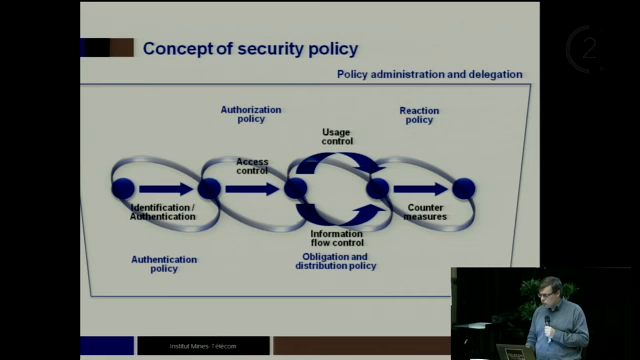 Concept of security policy
Policy administration and delegation
Authorization
policy
Reaction
policy
Usage
control
Access
control
Identification /
Authentication
Counter
measures
Information
flow control
Authentication
policy
Obligation and
distribution policy
Institut Mines-Télécom
2